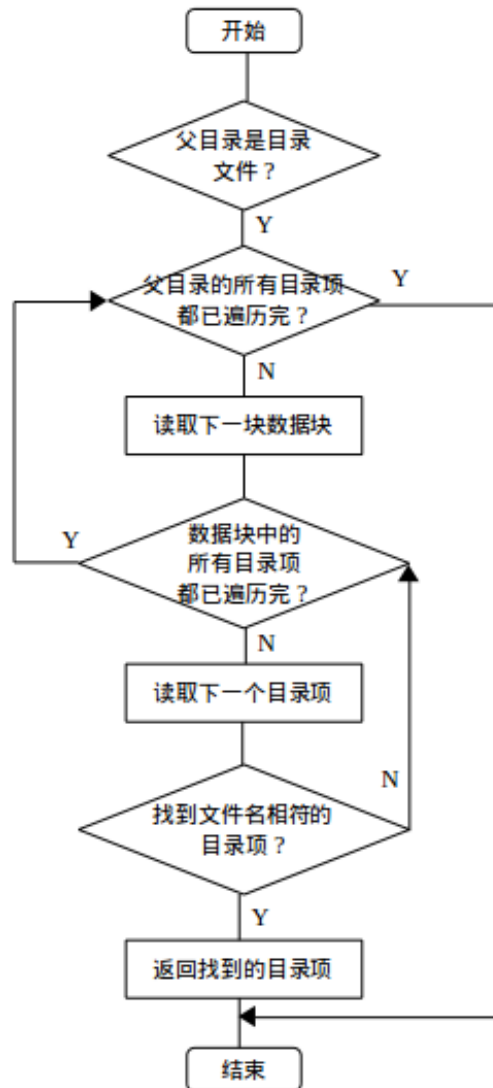 开始
父目录是目录
文件？
Y
父目录的所有目录项
都已遍历完？
Y
N
读取下一块数据块
数据块中的
所有目录项
都已遍历完？
Y
N
读取下一个目录项
找到文件名相符的
目录项？
N
Y
返回找到的目录项
结束